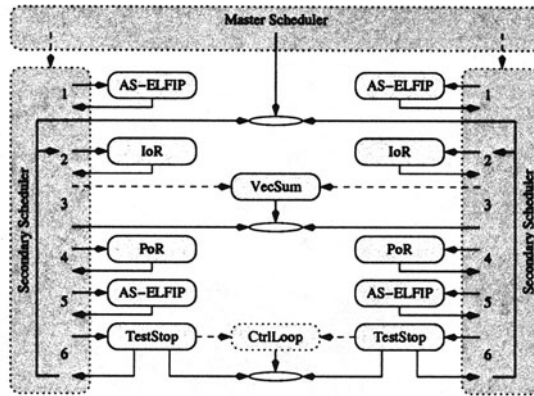 Master Scheduler
1 AS-ELFIP AS-ELFIP 1
2 IoR IoR 2
VecSum
3 3
4 PoR PoR 4
5 AS-ELFIP AS-ELFIP 5
6 TestStop CtrlLoop TestStop 6
Secondary Scheduler
Secondary Scheduler